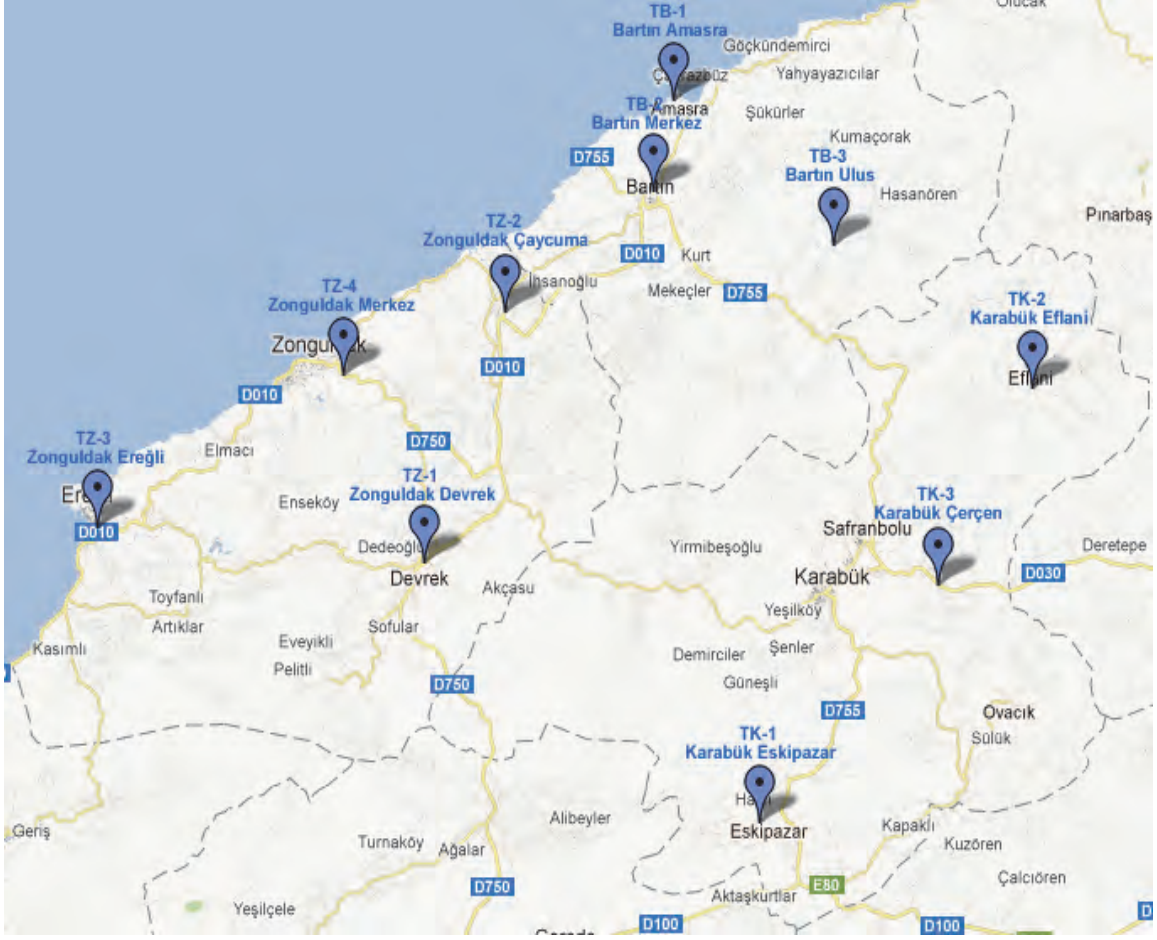 Olucak
TB-1
Bartın Amasra
Göçkündemirci
Yahyayazıcılar
TB-2
Amasra
Bartın Merkez
Şükürler
Kumaçorak
D755
TB-3
Bartın Ulus
Bartın
Hasanören
Pınarbaş
TZ-2
Zonguldak Çaycuma
D010
Kurt
İhsanoğlu
Mekeçler
D755
TZ-4
Zonguldak Merkez
TK-2
Karabük Eflani
D010
Eflani
D010
TZ-3
Zonguldak Ereğli
Elmacı
D750
TZ-1
Zonguldak Devrek
Enseköy
TK-3
Karabük Çerçen
D010
Safranbolu
Dedeoğlu
Yirmibeşoğlu
Deretepe
Devrek
Akçasu
Karabük
D030
Toyfanlı
Yeşilköy
Artıklar
Sofular
Kasımlı
Eveyikli
Demirciler
Şenler
Pelitli
D750
Güneşli
D755
Ovacık
TK-1
Karabük Eskipazar
Sülük
Geriş
Alibeyler
Eskipazar
Kapaklı
Turnaköy
Ağalar
Kuzören
D750
E80
Çalcıören
Yeşilçele
Aktaşkurtlar
D100
D100